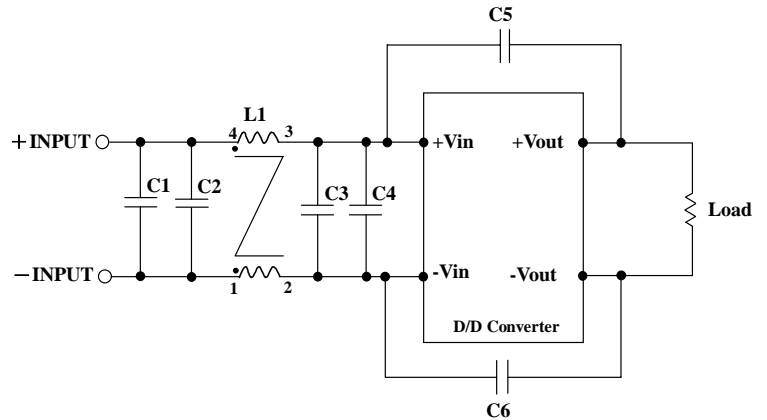 C5
L1
+INPUT
4
3
+Vin
+Vout
C1
C2
C3
C4
Load
−INPUT
1
2
-Vin
-Vout
D/D Converter
C6